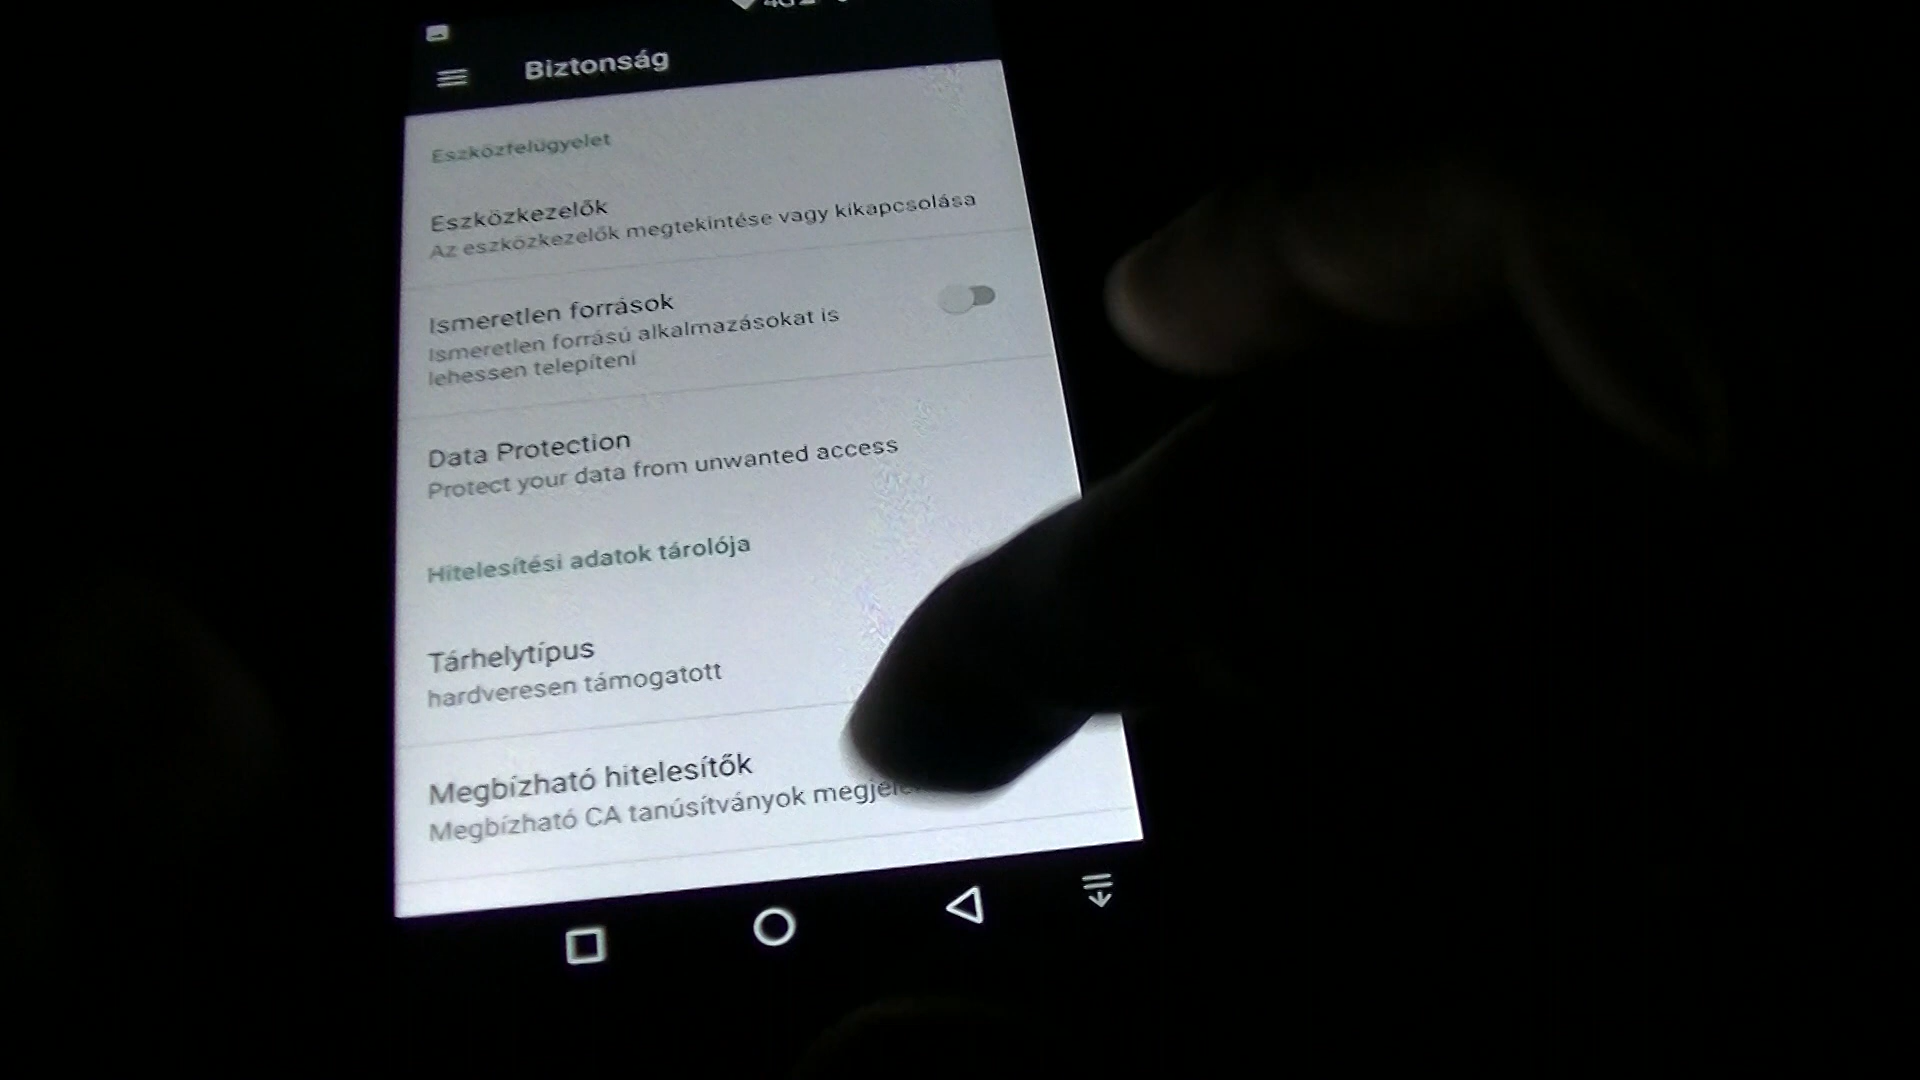 Biztonság
Eszközfelügyelet
Eszközkezelők
Az eszközkezelők megtekintése vagy kikapcsolása
Ismeretlen források
Ismeretlen forrású alkalmazásokat is
lehessen telepíteni
Data Protection
Protect your data from unwanted access
Hitelesítési adatok tárolója
Tárhelytípus
hardveresen támogatott
Megbízható hitelesítők
Megbízható CA tanúsítványok